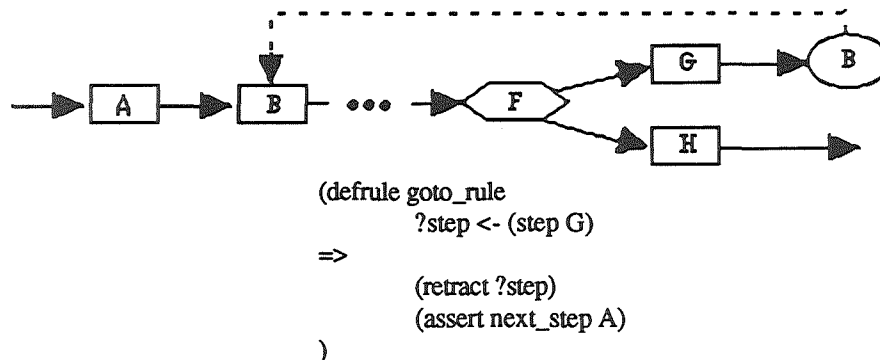 A B F G B
H
(defrule goto_rule
?step <- (step G)
=>
(retract ?step)
(assert next_step A)
)